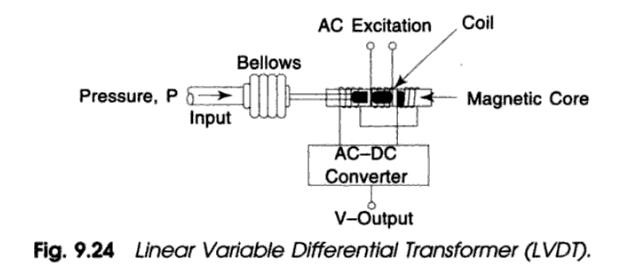 AC Excitation
Coil
Bellows
Pressure, P
Magnetic Core
Input
AC–DC
Converter
V–Output
Fig. 9.24 Linear Variable Differential Transformer (LVDT).